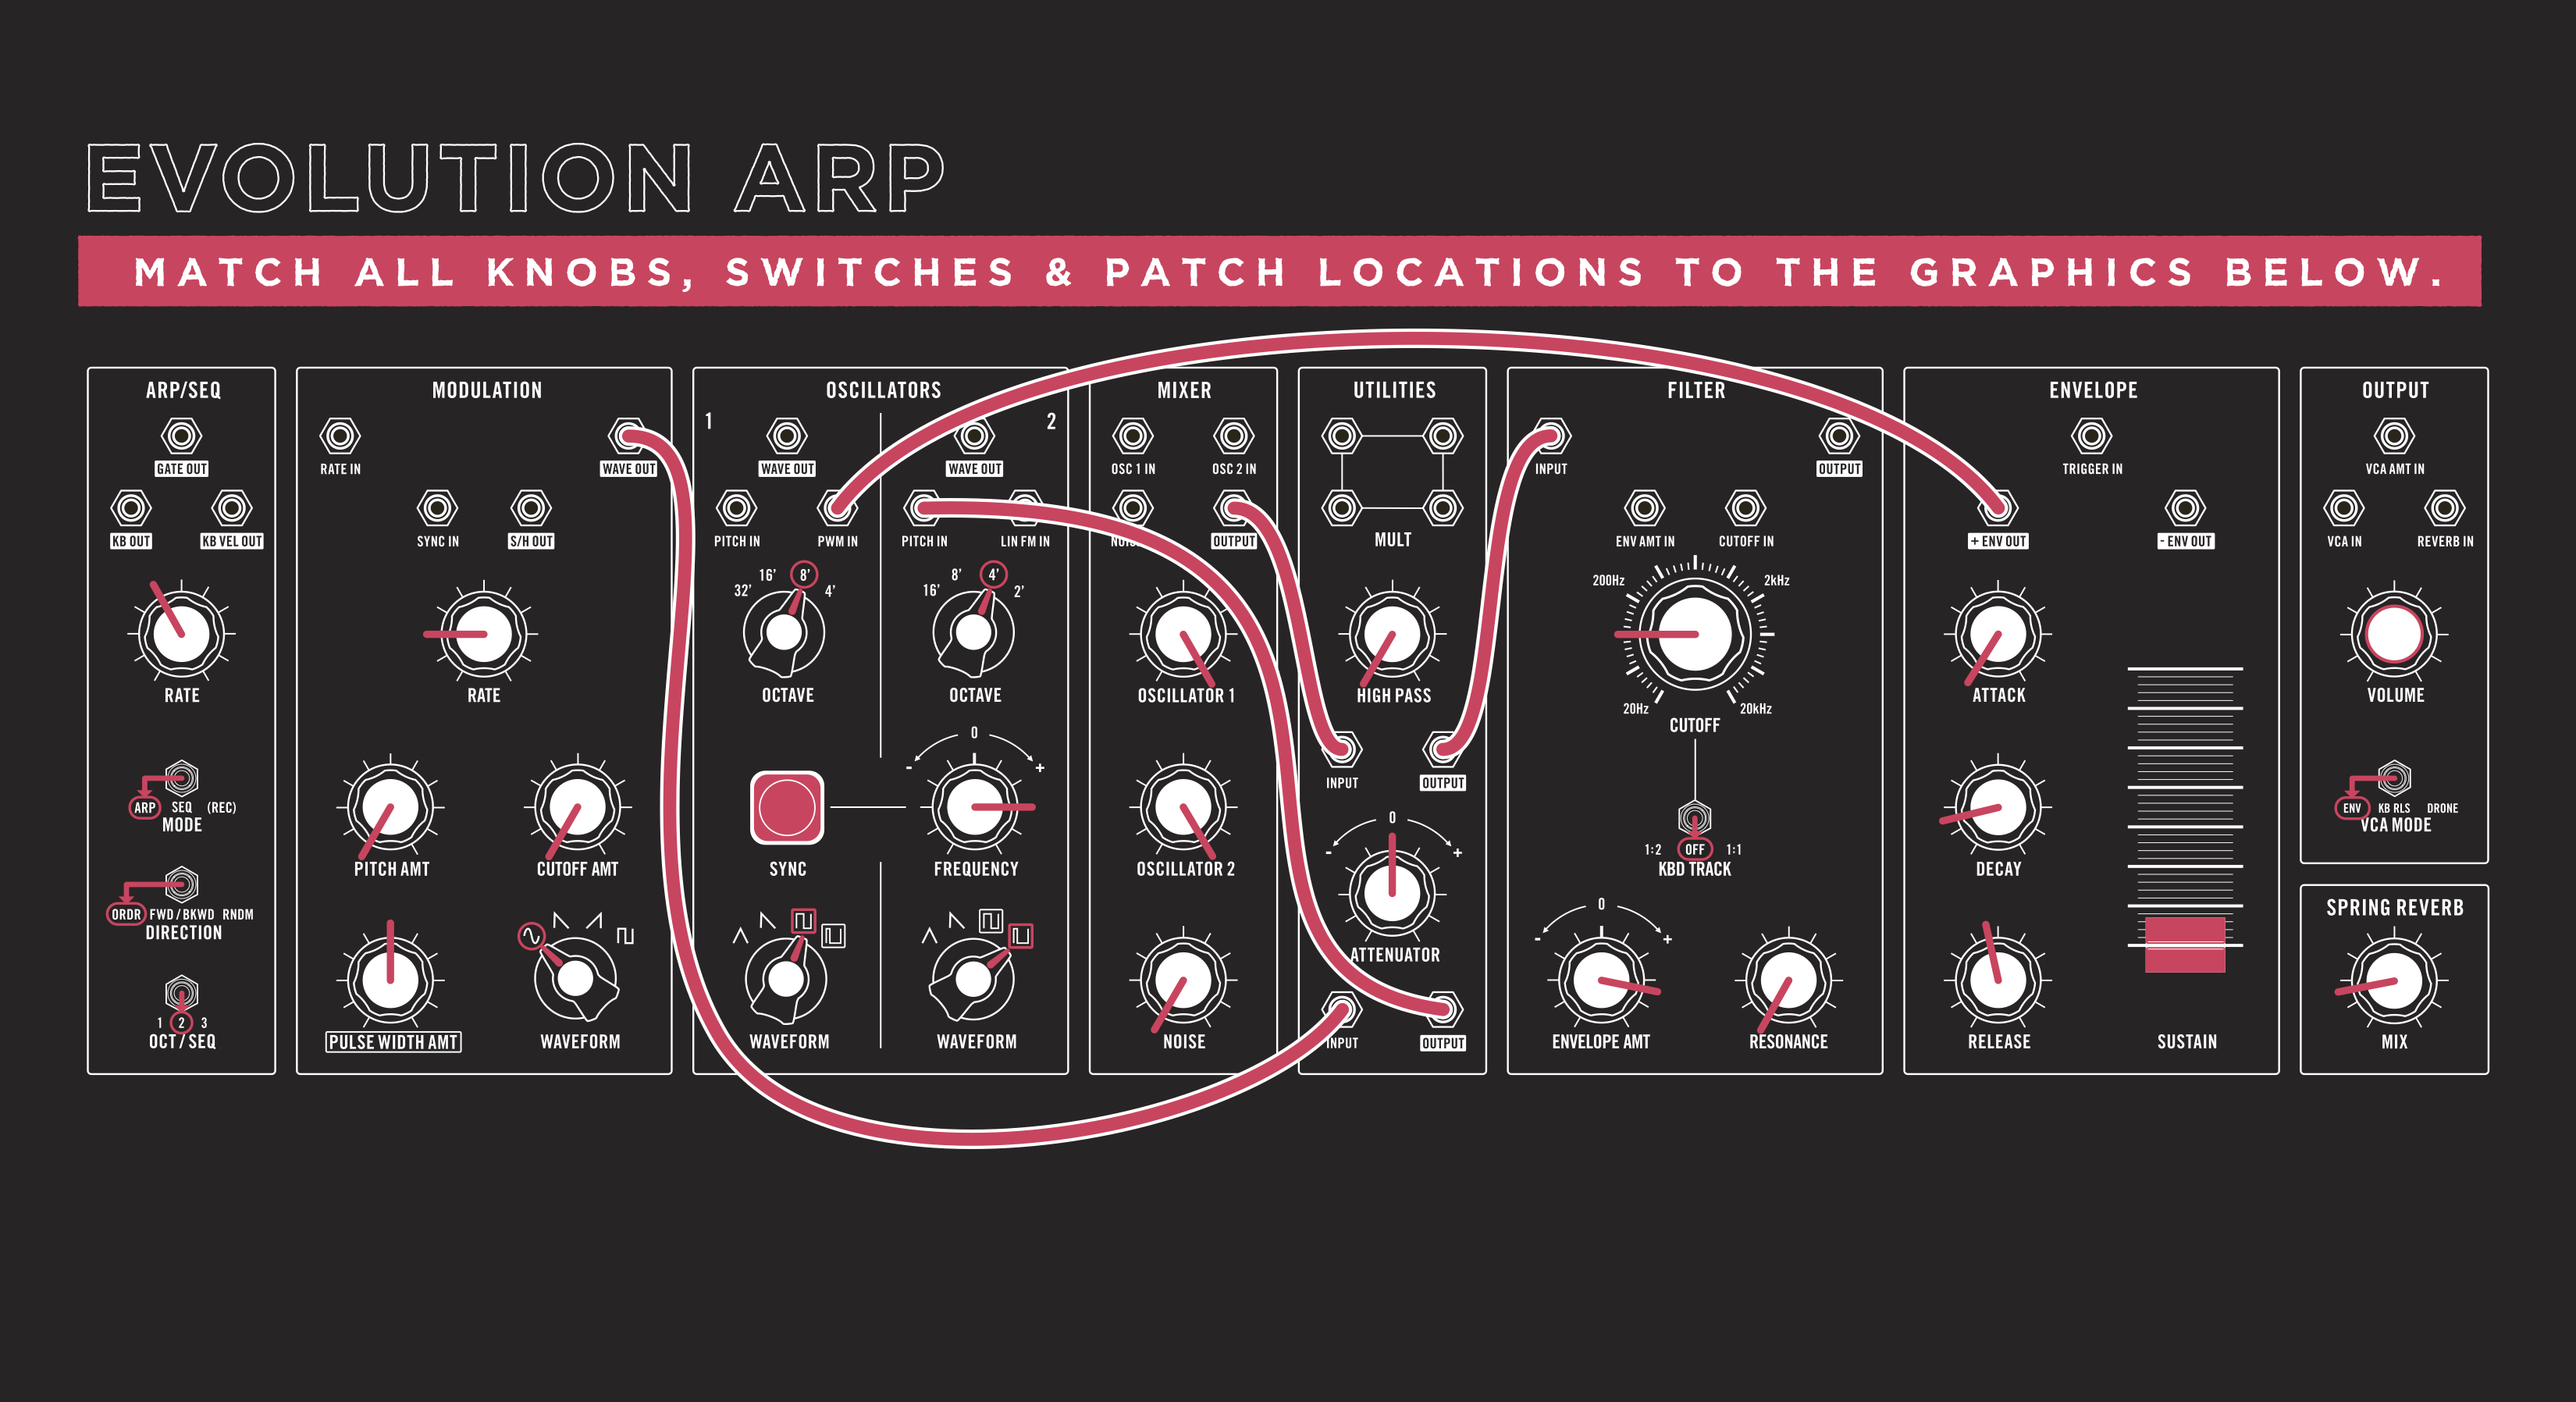 EVOLUTION ARP
MATCH ALL KNOBS, SWITCHES & PATCH LOCATIONS TO THE GRAPHICS BELOW.
ARP/SEQ
GATE OUT
KB OUT KB VEL OUT
RATE
ARP SEQ (REC)
MODE
ORDR FWD / BKWD RNDM
DIRECTION
1 2 3
OCT / SEQ
MODULATION
RATE IN WAVE OUT
SYNC IN S/H OUT
RATE
PITCH AMT CUTOFF AMT
PULSE WIDTH AMT WAVEFORM
OSCILLATORS
1 2
WAVE OUT WAVE OUT
PITCH IN PWM IN PITCH IN LIN FM IN
32' 16' 8' 4' 16' 8' 4' 2'
OCTAVE OCTAVE
- 0 +
SYNC FREQUENCY
WAVEFORM WAVEFORM
MIXER
OSC 1 IN OSC 2 IN
OUTPUT
OSCILLATOR 1
OSCILLATOR 2
NOISE
UTILITIES
MULT
HIGH PASS
INPUT OUTPUT
- 0 +
ATTENUATOR
INPUT OUTPUT
FILTER
INPUT OUTPUT
ENV AMT IN CUTOFF IN
200Hz 2kHz
20Hz 20kHz
CUTOFF
1:2 OFF 1:1
KBD TRACK
- 0 +
ENVELOPE AMT RESONANCE
ENVELOPE
TRIGGER IN
+ ENV OUT - ENV OUT
ATTACK
DECAY
RELEASE SUSTAIN
OUTPUT
VCA AMT IN
VCA IN REVERB IN
VOLUME
ENV KB RLS DRONE
VCA MODE
SPRING REVERB
MIX